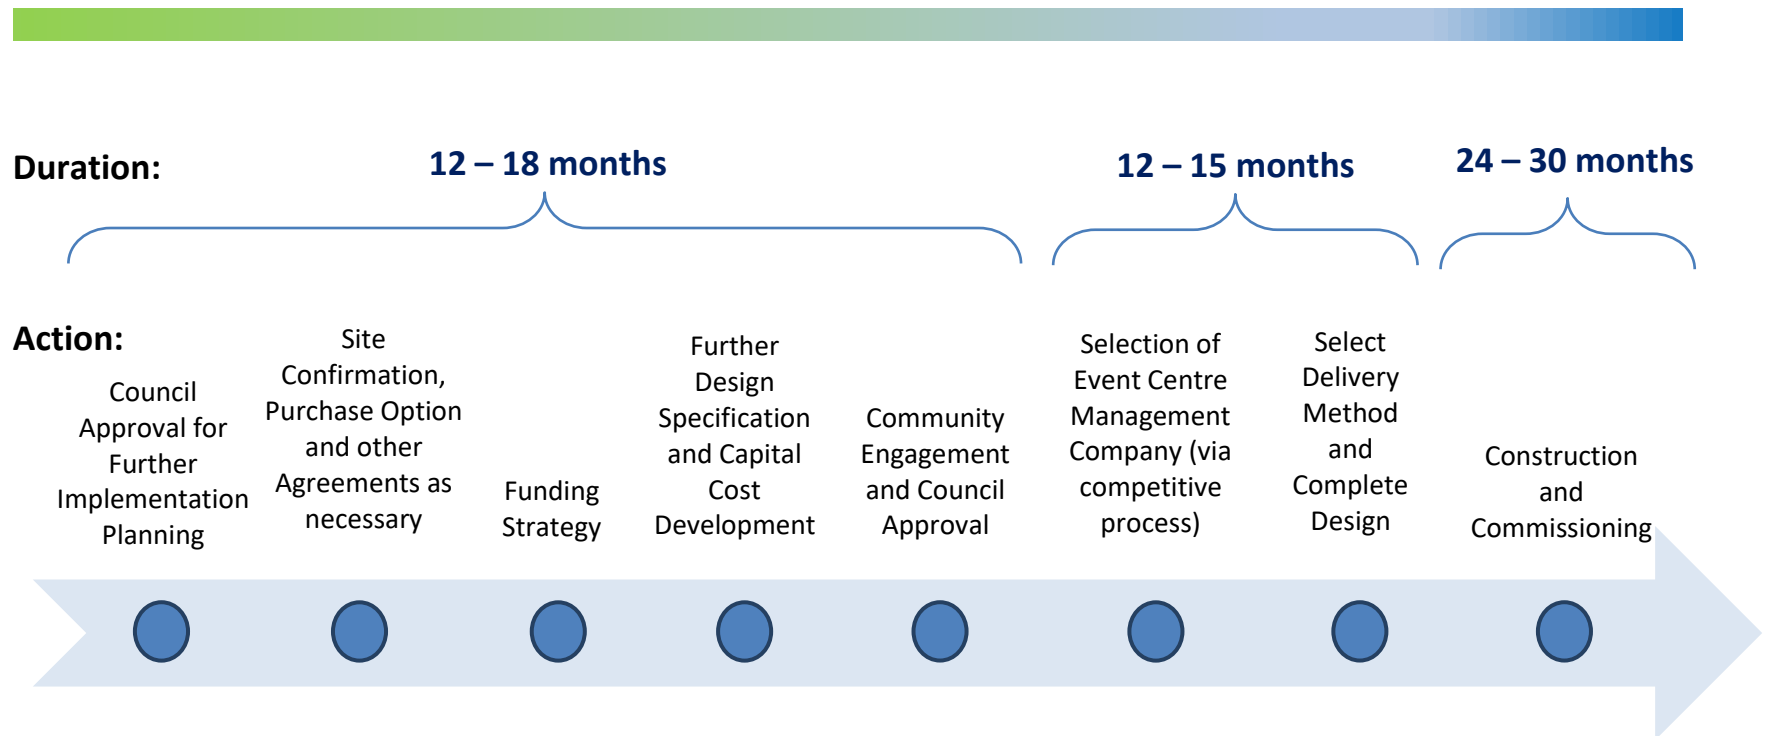 Duration:
12 – 18 months
12 – 15 months
24 – 30 months
Action:
Council
Approval for
Further
Implementation
Planning
Site
Confirmation,
Purchase Option
and other
Agreements as
necessary
Funding
Strategy
Further
Design
Specification
and Capital
Cost
Development
Community
Engagement
and Council
Approval
Selection of
Event Centre
Management
Company (via
competitive
process)
Select
Delivery
Method
and
Complete
Design
Construction
and
Commissioning